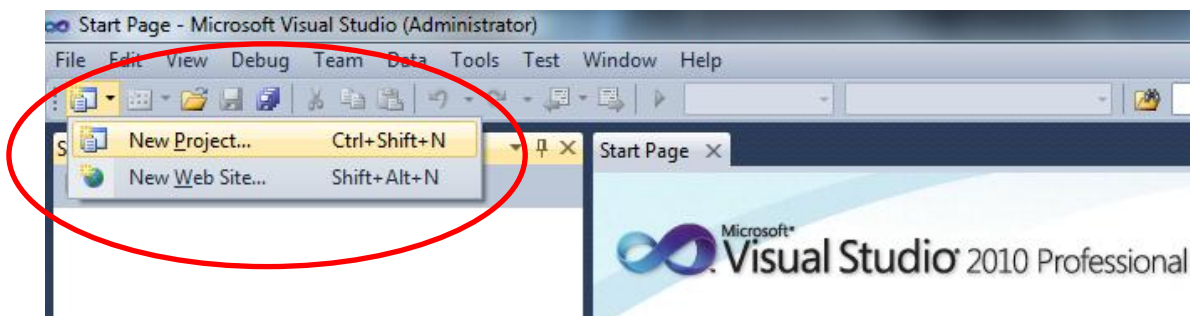 Start Page - Microsoft Visual Studio (Administrator)
File Edit View Debug Team Data Tools Test Window Help
New Project... Ctrl+Shift+N
S
Start Page
New Web Site... Shift+Alt+N
Microsoft
Visual Studio 2010 Professional